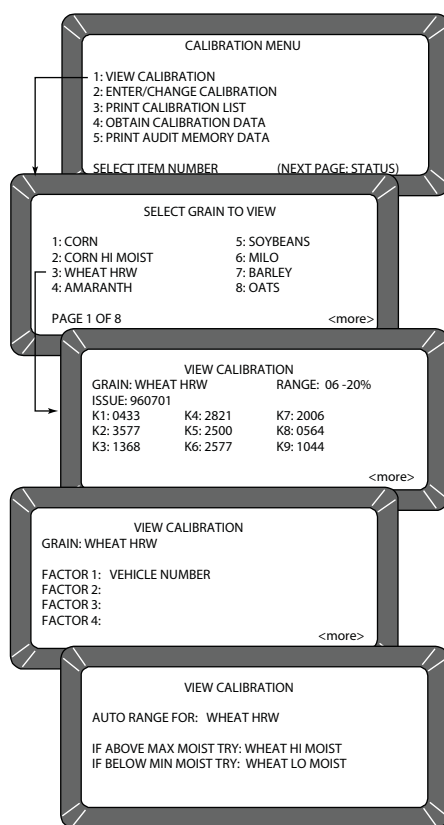 CALIBRATION MENU
1: VIEW CALIBRATION
2: ENTER/CHANGE CALIBRATION
3: PRINT CALIBRATION LIST
4: OBTAIN CALIBRATION DATA
5: PRINT AUDIT MEMORY DATA
SELECT ITEM NUMBER (NEXT PAGE: STATUS)
SELECT GRAIN TO VIEW
1: CORN 5: SOYBEANS
2: CORN HI MOIST 6: MILO
3: WHEAT HRW 7: BARLEY
4: AMARANTH 8: OATS
PAGE 1 OF 8 <more>
VIEW CALIBRATION
GRAIN: WHEAT HRW RANGE: 06 -20%
ISSUE: 960701
K1: 0433 K4: 2821 K7: 2006
K2: 3577 K5: 2500 K8: 0564
K3: 1368 K6: 2577 K9: 1044
<more>
VIEW CALIBRATION
GRAIN: WHEAT HRW
FACTOR 1: VEHICLE NUMBER
FACTOR 2:
FACTOR 3:
FACTOR 4:
<more>
VIEW CALIBRATION
AUTO RANGE FOR: WHEAT HRW
IF ABOVE MAX MOIST TRY: WHEAT HI MOIST
IF BELOW MIN MOIST TRY: WHEAT LO MOIST